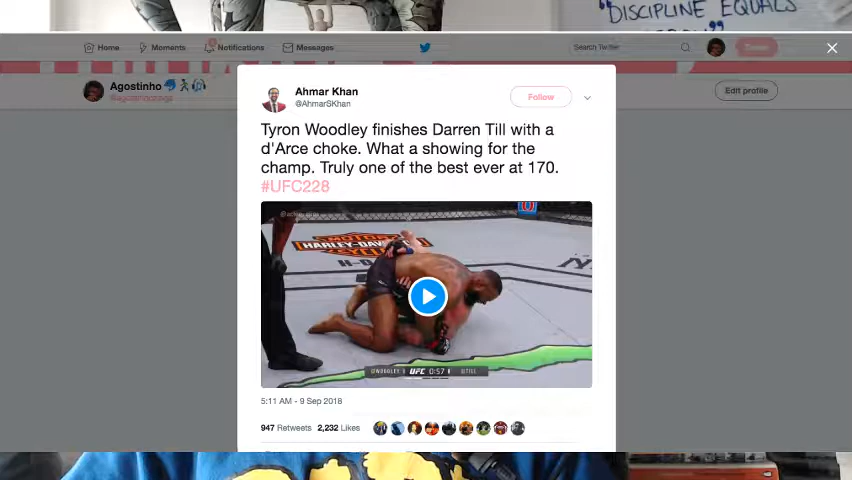 "DISCIPLINE EQUALS
Home
Moments
Notifications
Messages
Search Twitter
Agostinho
Edit profile
Ahmar Khan
@AhmarSKhan
Follow
Tyron Woodley finishes Darren Till with a
d'Arce choke. What a showing for the
champ. Truly one of the best ever at 170.
#UFC228
MOTOR
HARLEY-DAVIDSON
CYCLES
WOODLEY UFC 0:57 TILL
5:11 AM - 9 Sep 2018
947 Retweets 2,232 Likes